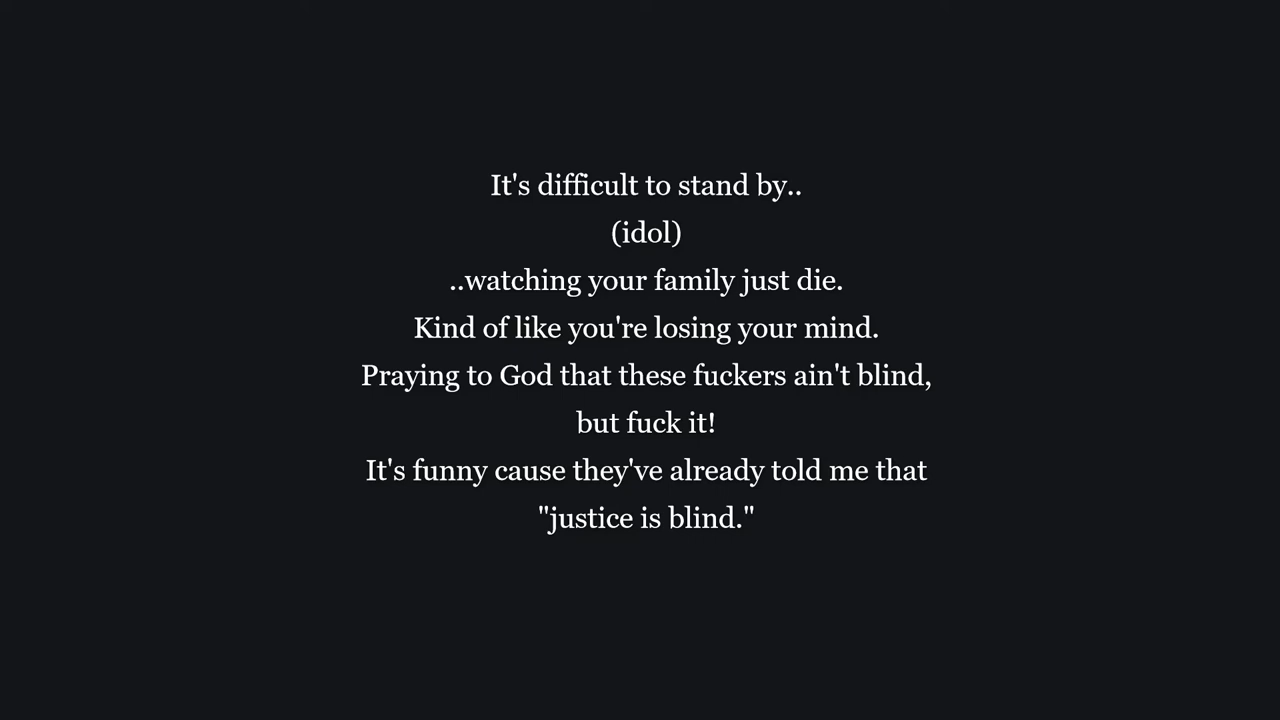 It's difficult to stand by..
(idol)
..watching your family just die.
Kind of like you're losing your mind.
Praying to God that these fuckers ain't blind,
but fuck it!
It's funny cause they've already told me that
"justice is blind."